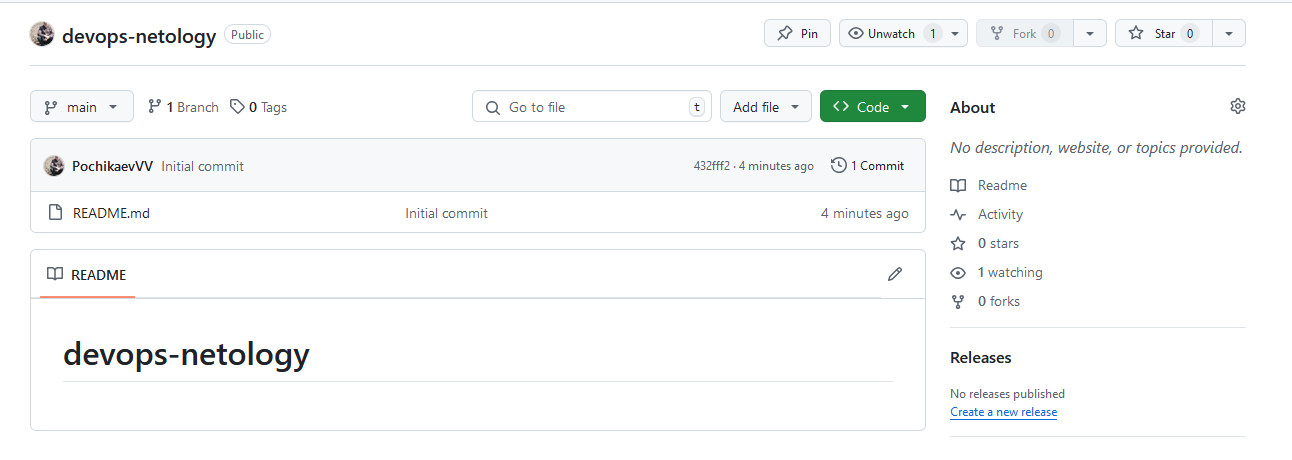 devops-netology Public Pin Unwatch 1 Fork 0 Star 0
main 1 Branch 0 Tags Go to file t Add file Code
PochikaevVV Initial commit 432fff2 · 4 minutes ago 1 Commit
README.md Initial commit 4 minutes ago
README
devops-netology
About
No description, website, or topics provided.
Readme
Activity
0 stars
1 watching
0 forks
Releases
No releases published
Create a new release